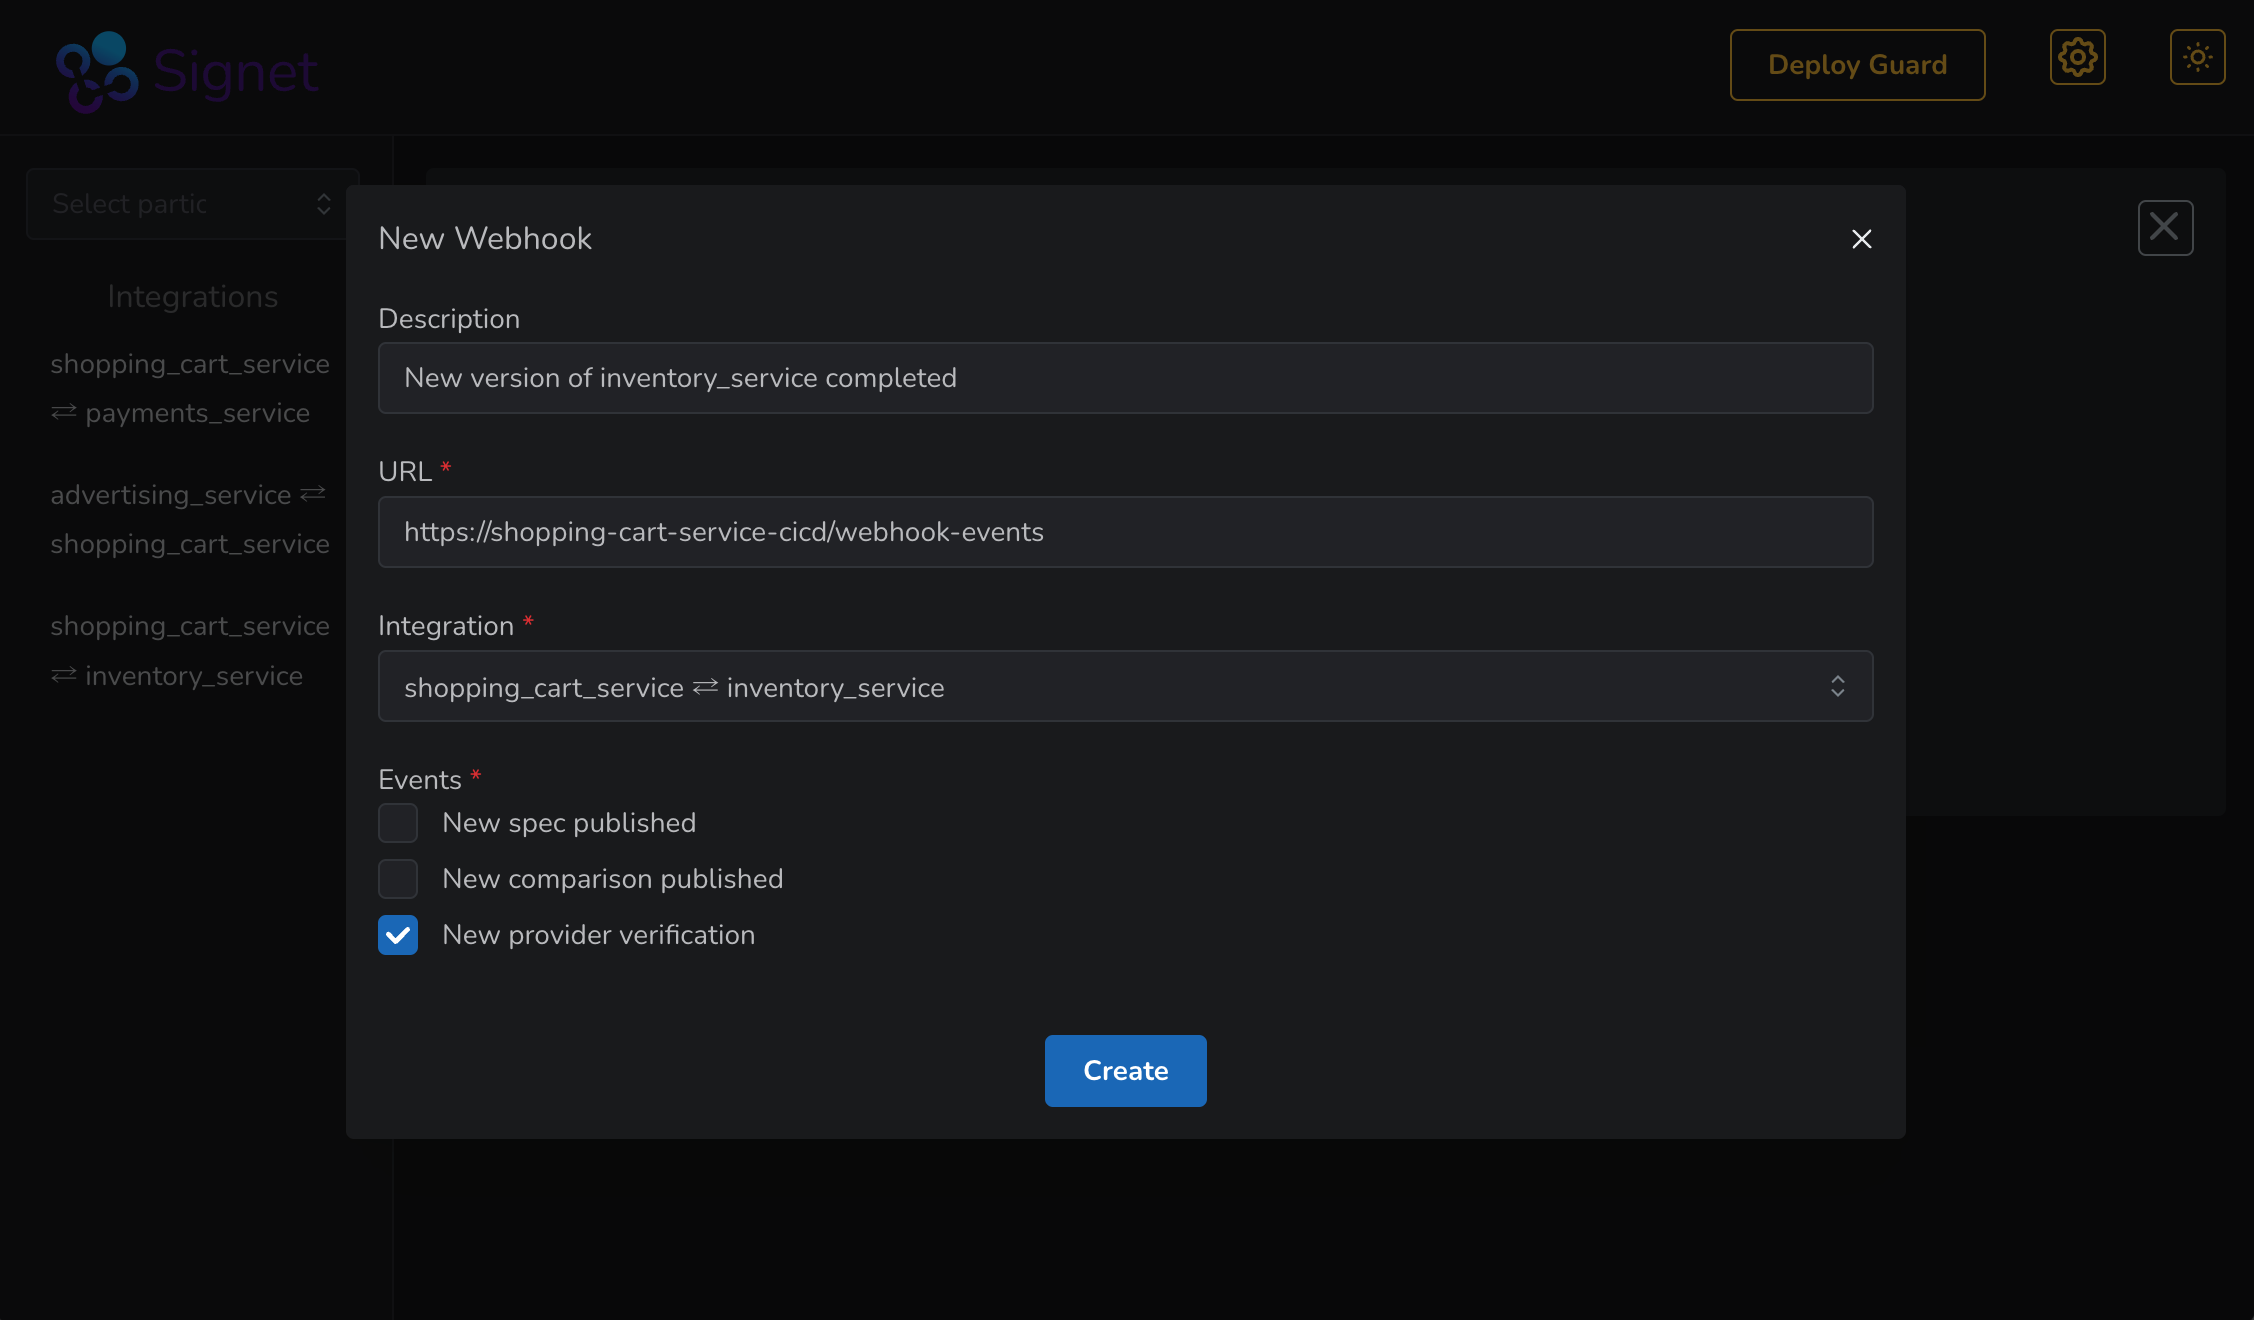 Signet
Deploy Guard
Select partic
Integrations
shopping_cart_service
⇄ payments_service
advertising_service ⇄
shopping_cart_service
shopping_cart_service
⇄ inventory_service
New Webhook
Description
New version of inventory_service completed
URL *
https://shopping-cart-service-cicd/webhook-events
Integration *
shopping_cart_service ⇄ inventory_service
Events *
New spec published
New comparison published
New provider verification
Create